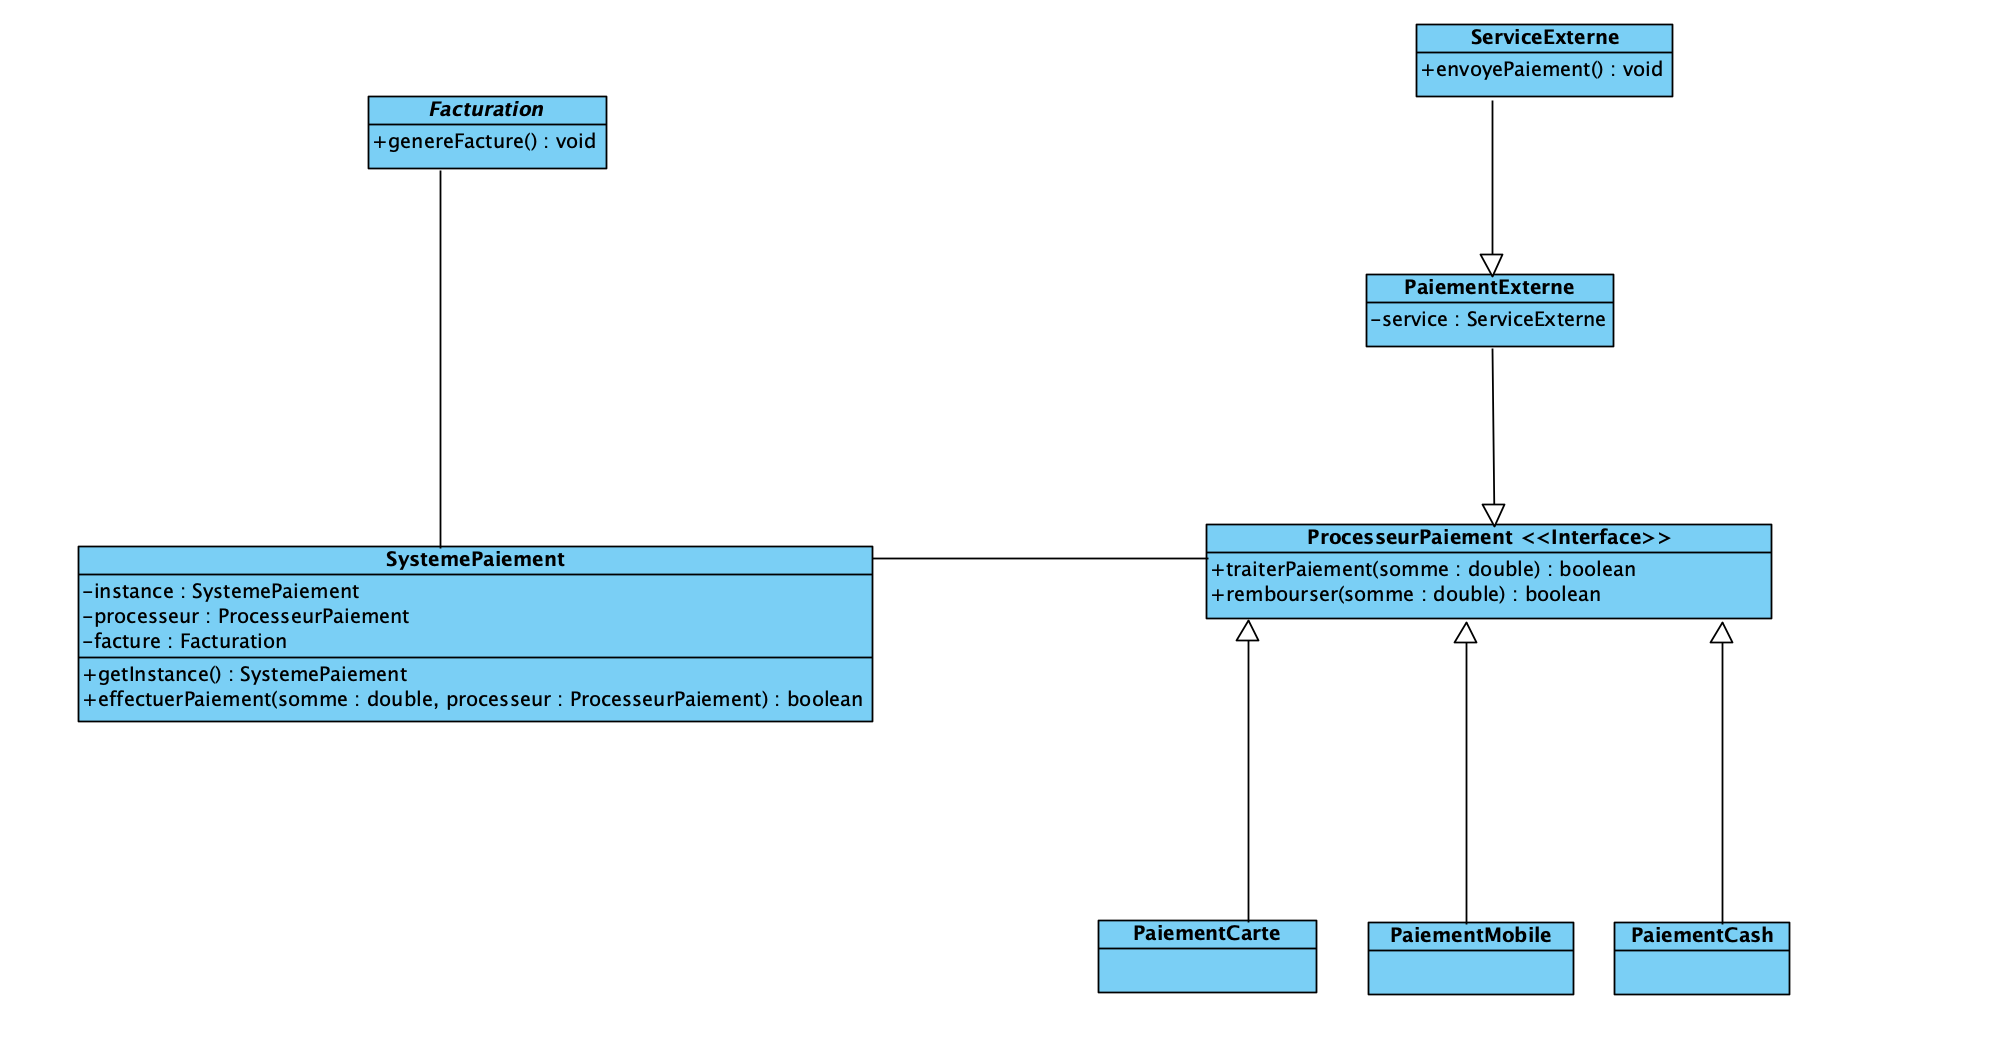 ServiceExterne
+envoyePaiement() : void
Facturation
+genereFacture() : void
PaiementExterne
-service : ServiceExterne
ProcesseurPaiement <<Interface>>
+traiterPaiement(somme : double) : boolean
+rembourser(somme : double) : boolean
SystemePaiement
-instance : SystemePaiement
-processeur : ProcesseurPaiement
-facture : Facturation
+getInstance() : SystemePaiement
+effectuerPaiement(somme : double, processeur : ProcesseurPaiement) : boolean
PaiementCarte
PaiementMobile
PaiementCash